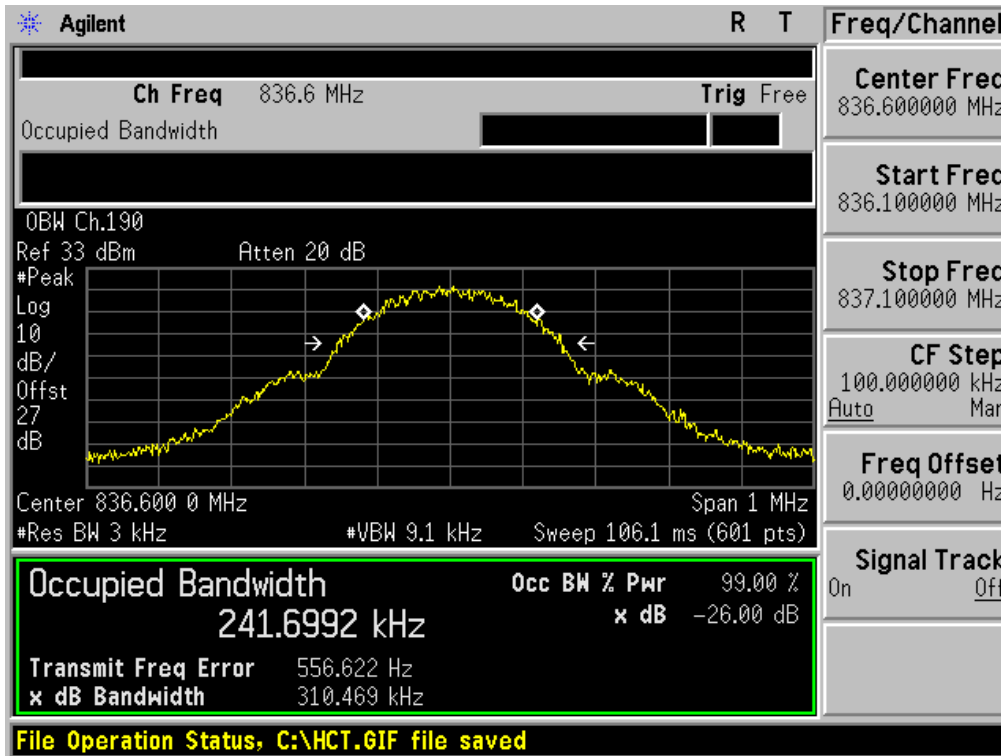 Agilent R T
Freq/Channel
Ch Freq 836.6 MHz Trig Free
Occupied Bandwidth
Center Freq
836.600000 MHz
Start Freq
836.100000 MHz
Stop Freq
837.100000 MHz
CF Step
100.000000 kHz
Auto Man
Freq Offset
0.00000000 Hz
Signal Track
On Off
OBW Ch.190
Ref 33 dBm Atten 20 dB
#Peak
Log
10
dB/
Offst
27
dB
Center 836.600 0 MHz Span 1 MHz
#Res BW 3 kHz #VBW 9.1 kHz Sweep 106.1 ms (601 pts)
Occupied Bandwidth Occ BW % Pwr 99.00 %
241.6992 kHz x dB -26.00 dB
Transmit Freq Error 556.622 Hz
x dB Bandwidth 310.469 kHz
File Operation Status, C:\HCT.GIF file saved